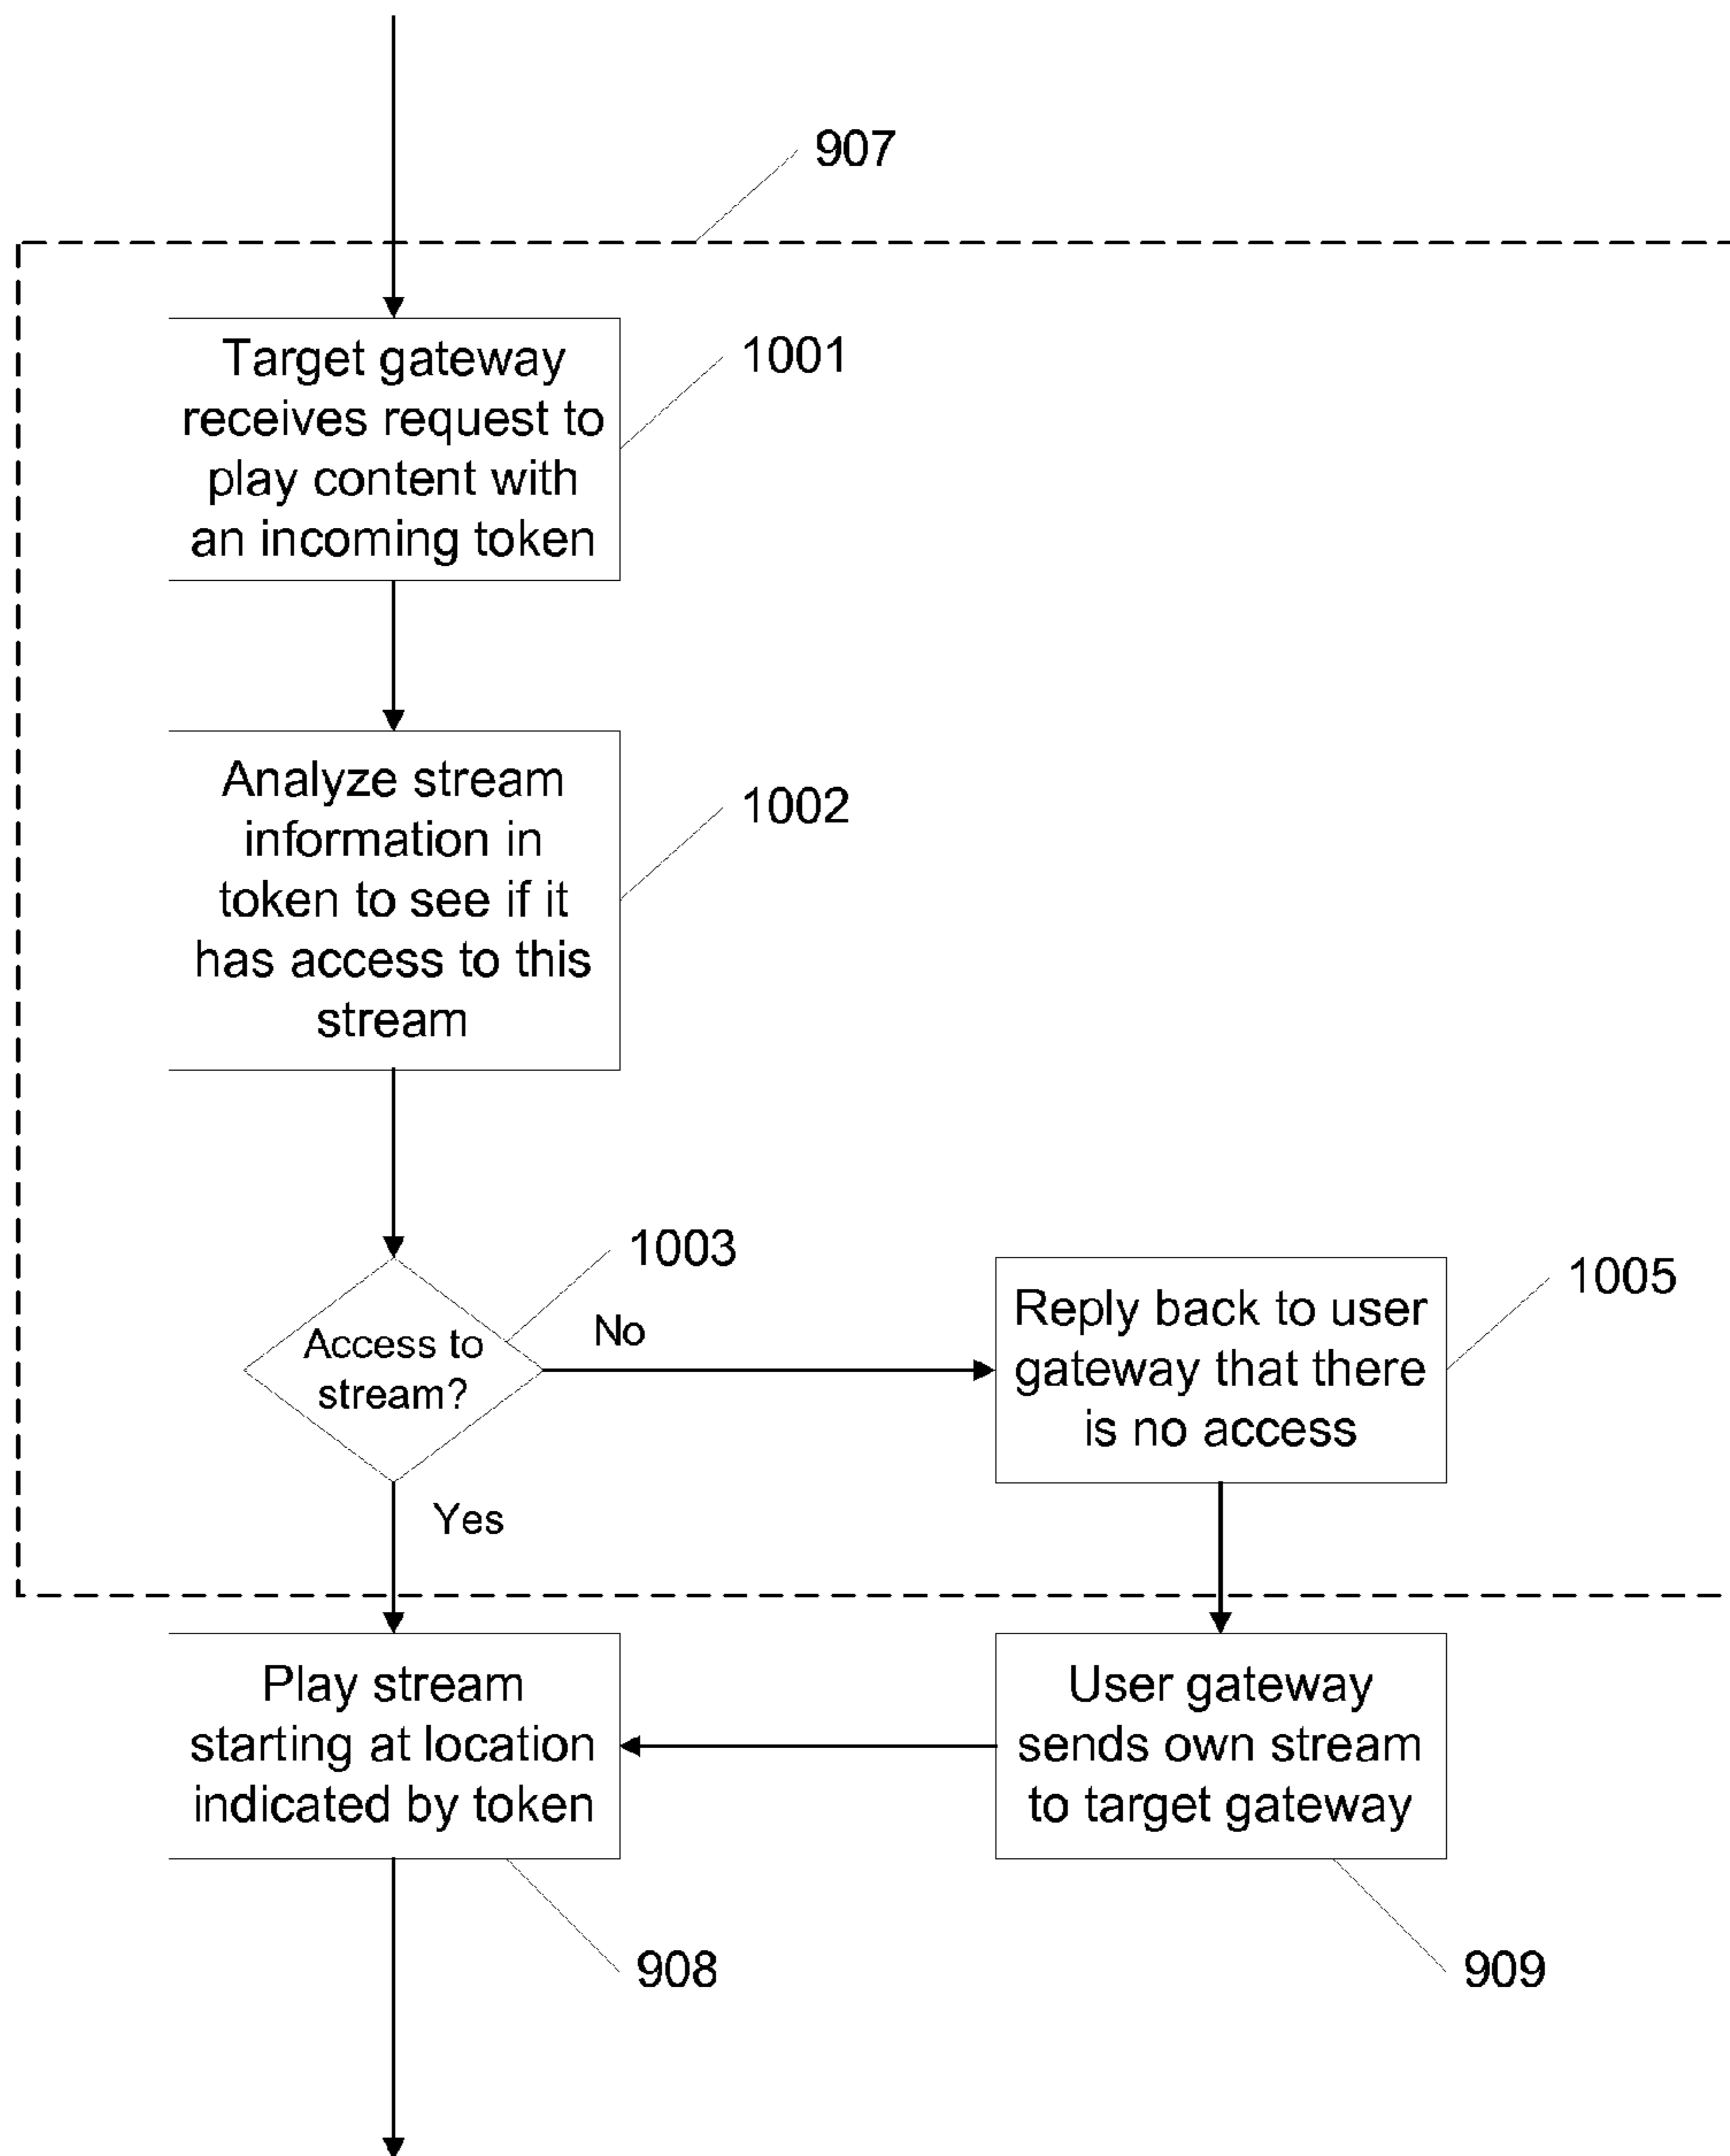 907
Target gateway
receives request to
play content with
an incoming token
1001
Analyze stream
information in
token to see if it
has access to this
stream
1002
Access to
stream?
1003
No
Yes
Reply back to user
gateway that there
is no access
1005
Play stream
starting at location
indicated by token
908
User gateway
sends own stream
to target gateway
909